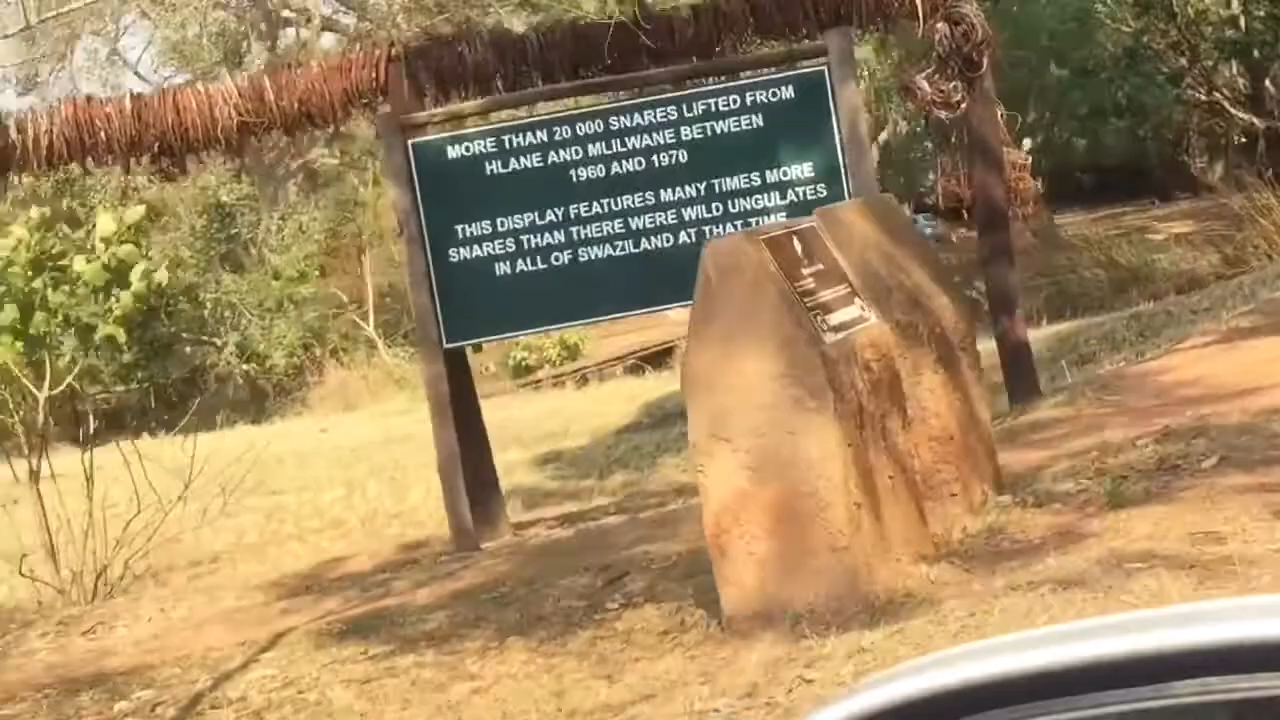 MORE THAN 20 000 SNARES LIFTED FROM
HLANE AND MLILWANE BETWEEN
1960 AND 1970
THIS DISPLAY FEATURES MANY TIMES MORE
SNARES THAN THERE WERE WILD UNGULATES
IN ALL OF SWAZILAND AT THAT TIME